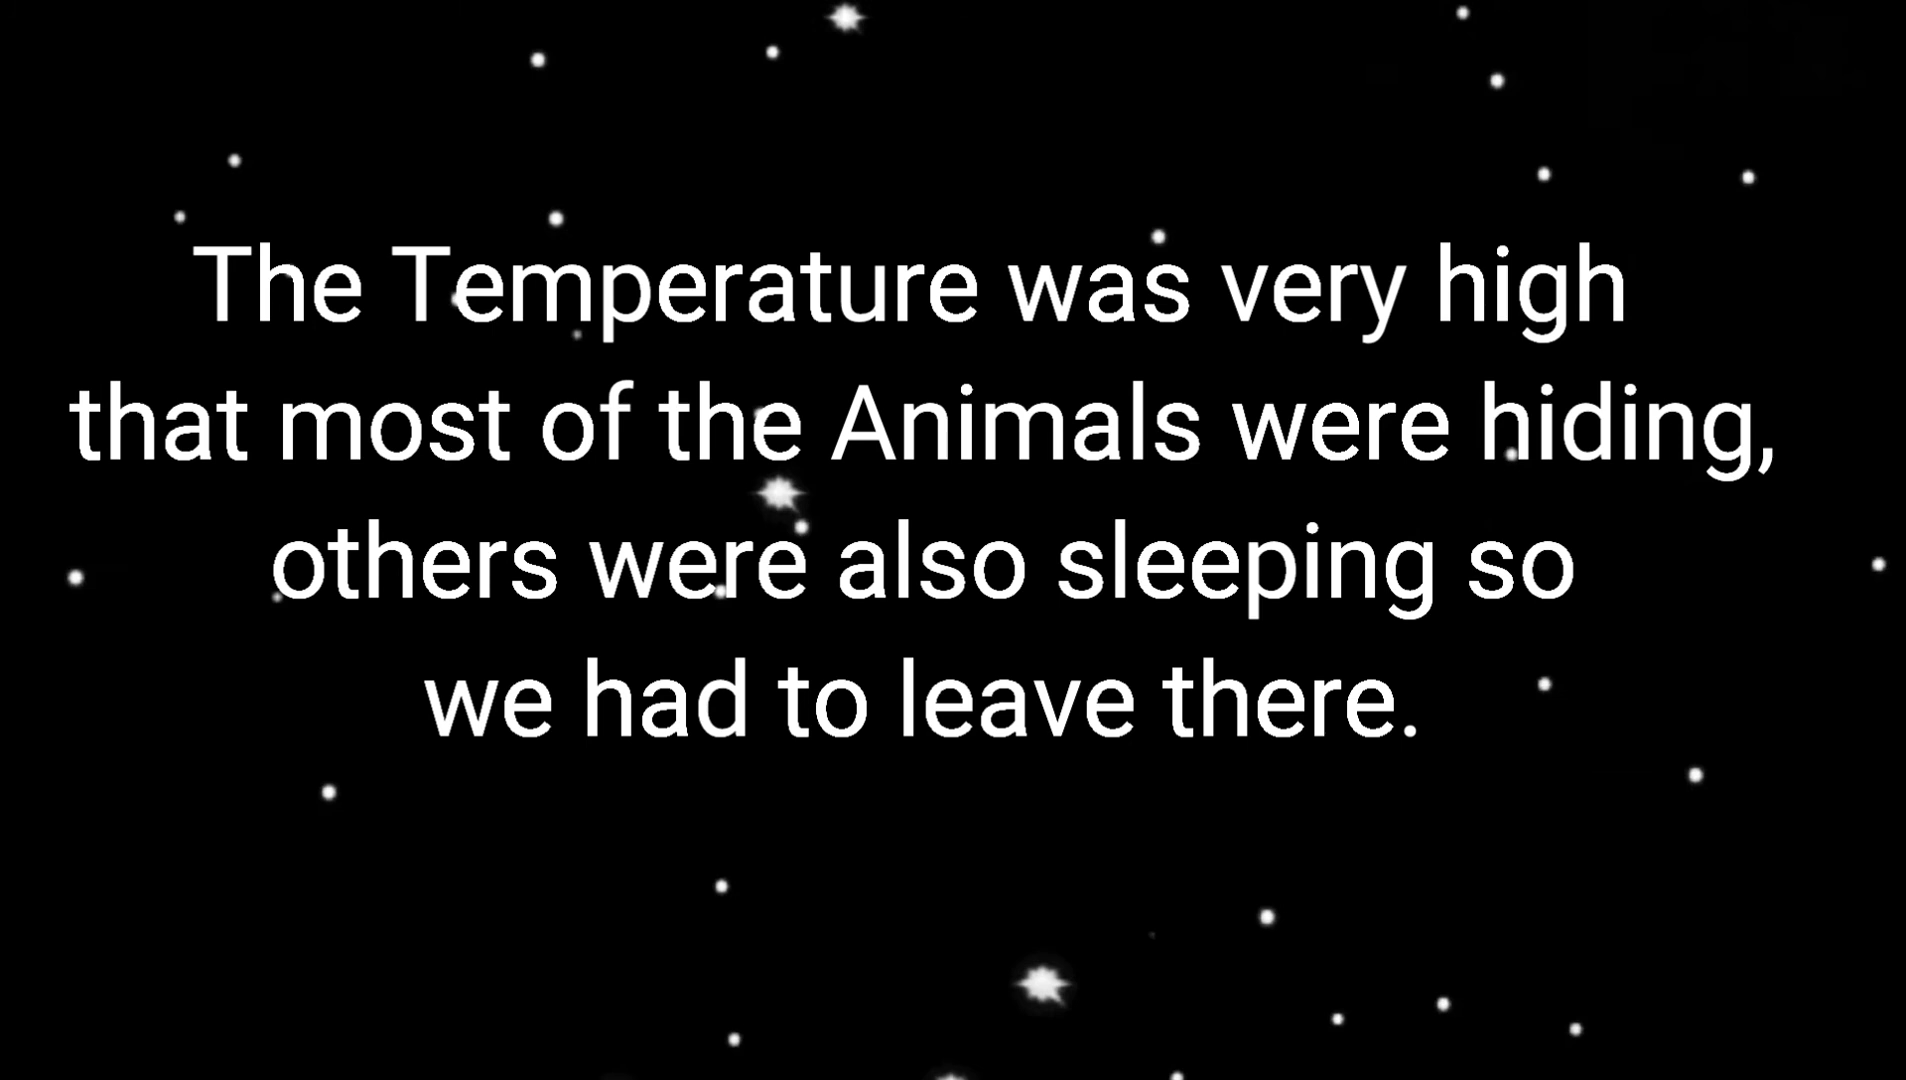 The Temperature was very high
that most of the Animals were hiding,
others were also sleeping so
we had to leave there.